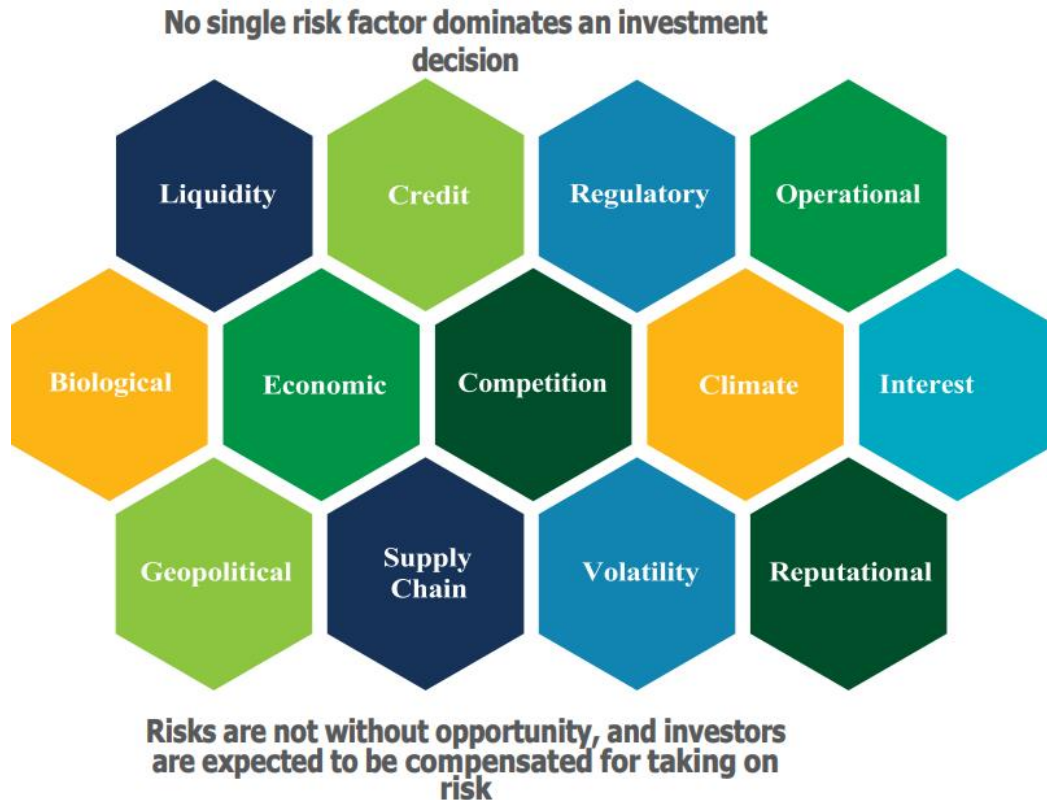 No single risk factor dominates an investment
decision
Liquidity
Credit
Regulatory
Operational
Biological
Economic
Competition
Climate
Interest
Geopolitical
Supply
Chain
Volatility
Reputational
Risks are not without opportunity, and investors
are expected to be compensated for taking on
risk